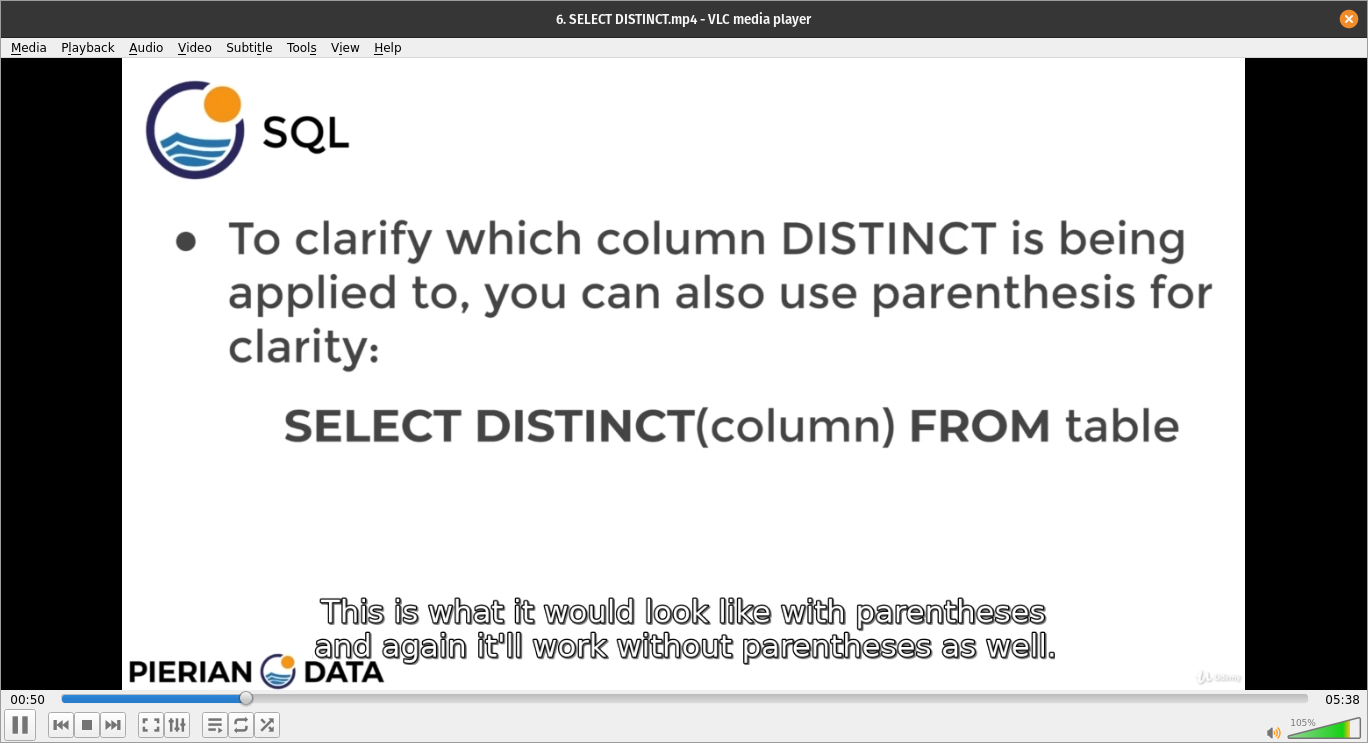 6. SELECT DISTINCT.mp4 - VLC media player
Media Playback Audio Video Subtitle Tools View Help
SQL
● To clarify which column DISTINCT is being
applied to, you can also use parenthesis for
clarity:
SELECT DISTINCT(column) FROM table
This is what it would look like with parentheses
and again it'll work without parentheses as well.
PIERIAN DATA
Udemy
00:50 05:38
105%